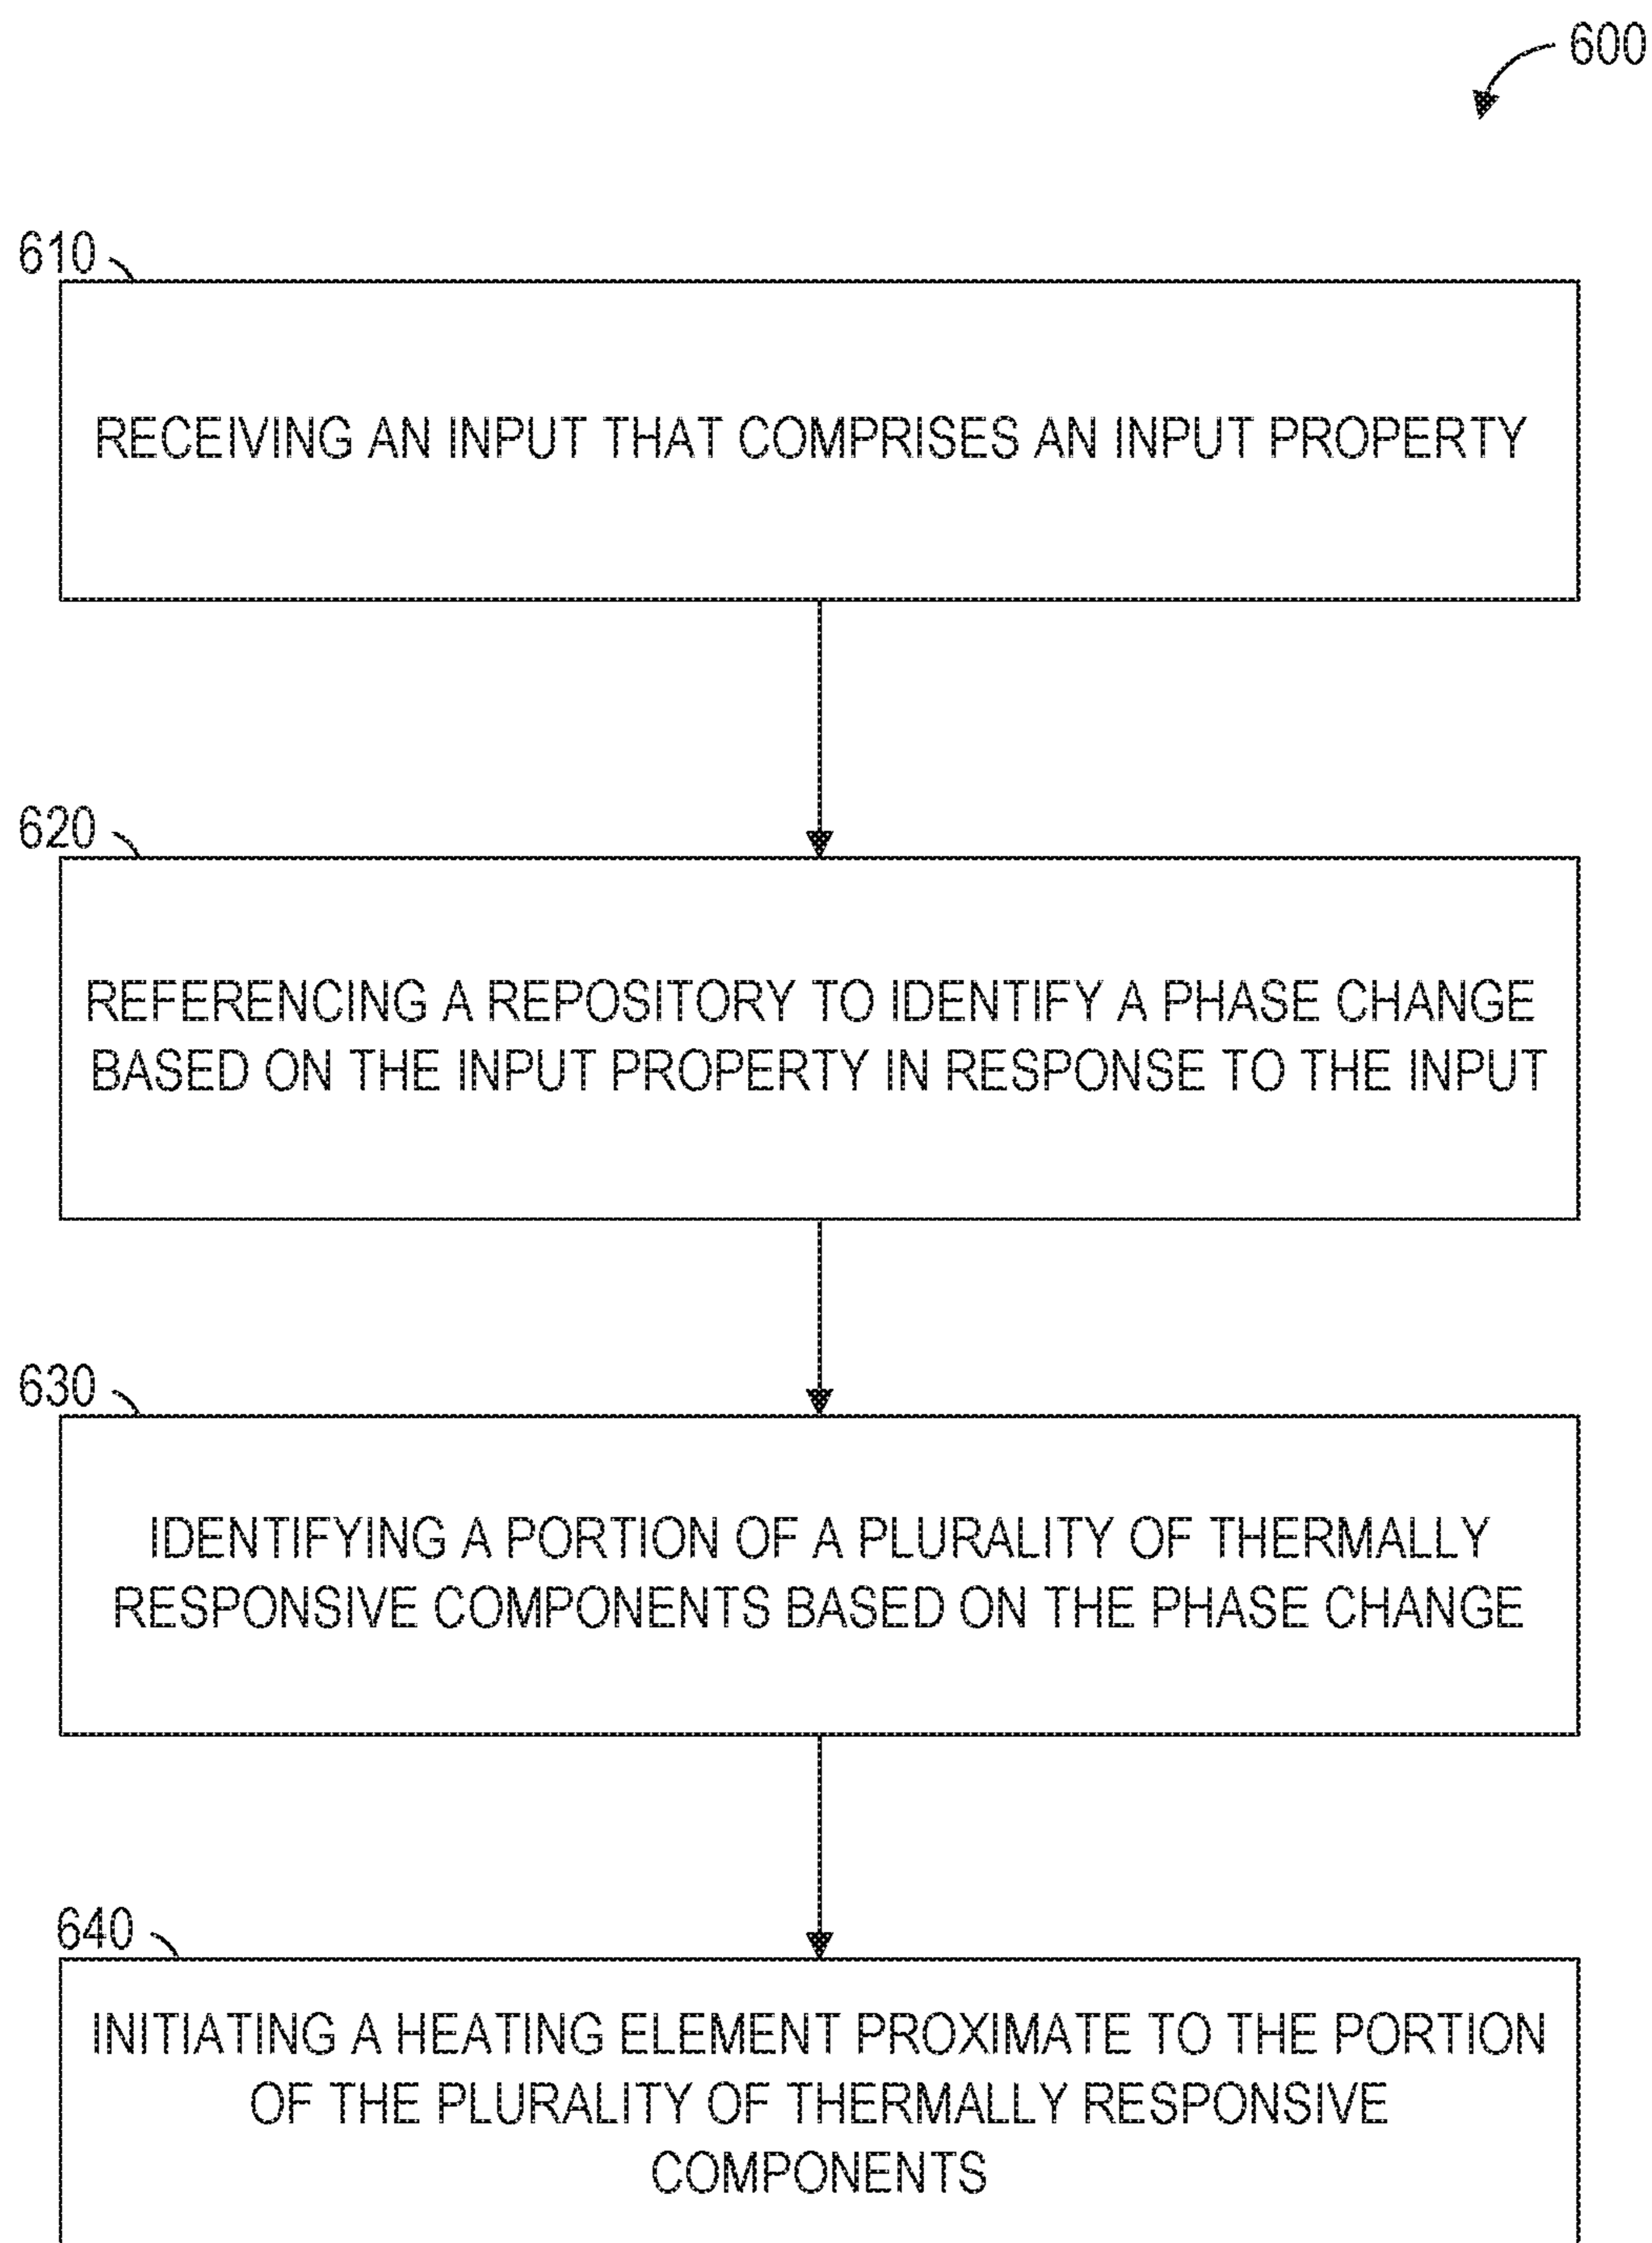 600
610
RECEIVING AN INPUT THAT COMPRISES AN INPUT PROPERTY
620
REFERENCING A REPOSITORY TO IDENTIFY A PHASE CHANGE
BASED ON THE INPUT PROPERTY IN RESPONSE TO THE INPUT
630
IDENTIFYING A PORTION OF A PLURALITY OF THERMALLY
RESPONSIVE COMPONENTS BASED ON THE PHASE CHANGE
640
INITIATING A HEATING ELEMENT PROXIMATE TO THE PORTION
OF THE PLURALITY OF THERMALLY RESPONSIVE
COMPONENTS